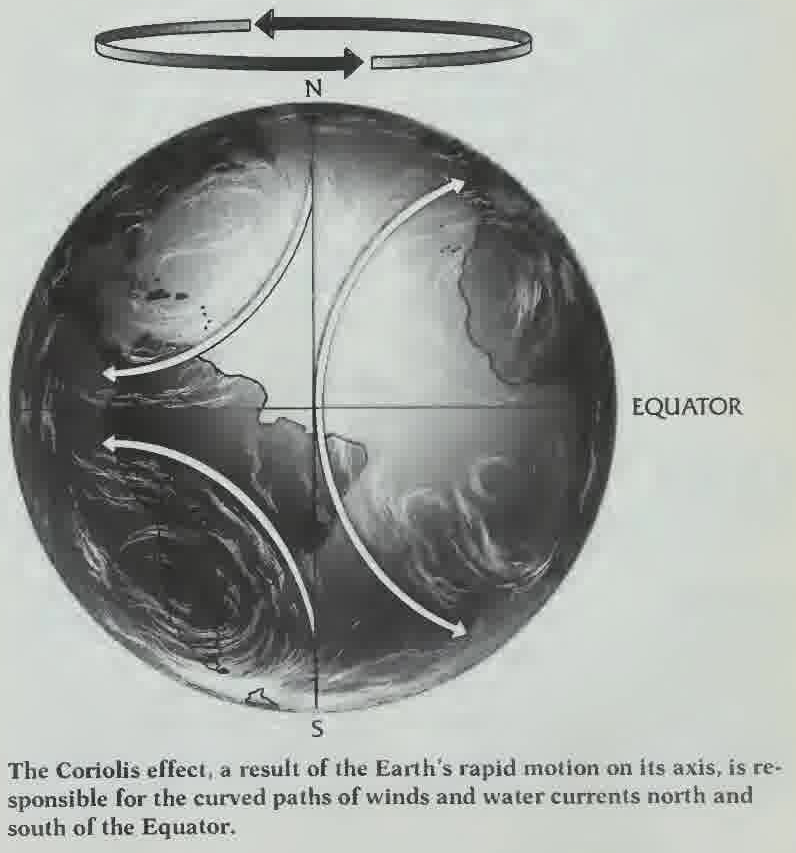 N
EQUATOR
S
The Coriolis effect, a result of the Earth's rapid motion on its axis, is re-
sponsible for the curved paths of winds and water currents north and
south of the Equator.